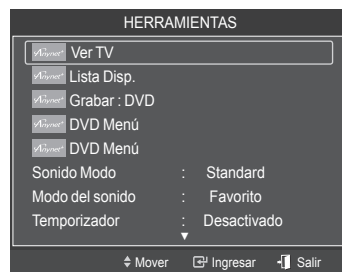 HERRAMIENTAS
Anynet+ Ver TV
Anynet+ Lista Disp.
Anynet+ Grabar : DVD
Anynet+ DVD Menú
Anynet+ DVD Menú
Sonido Modo : Standard
Modo del sonido : Favorito
Temporizador : Desactivado
▼
Mover Ingresar Salir